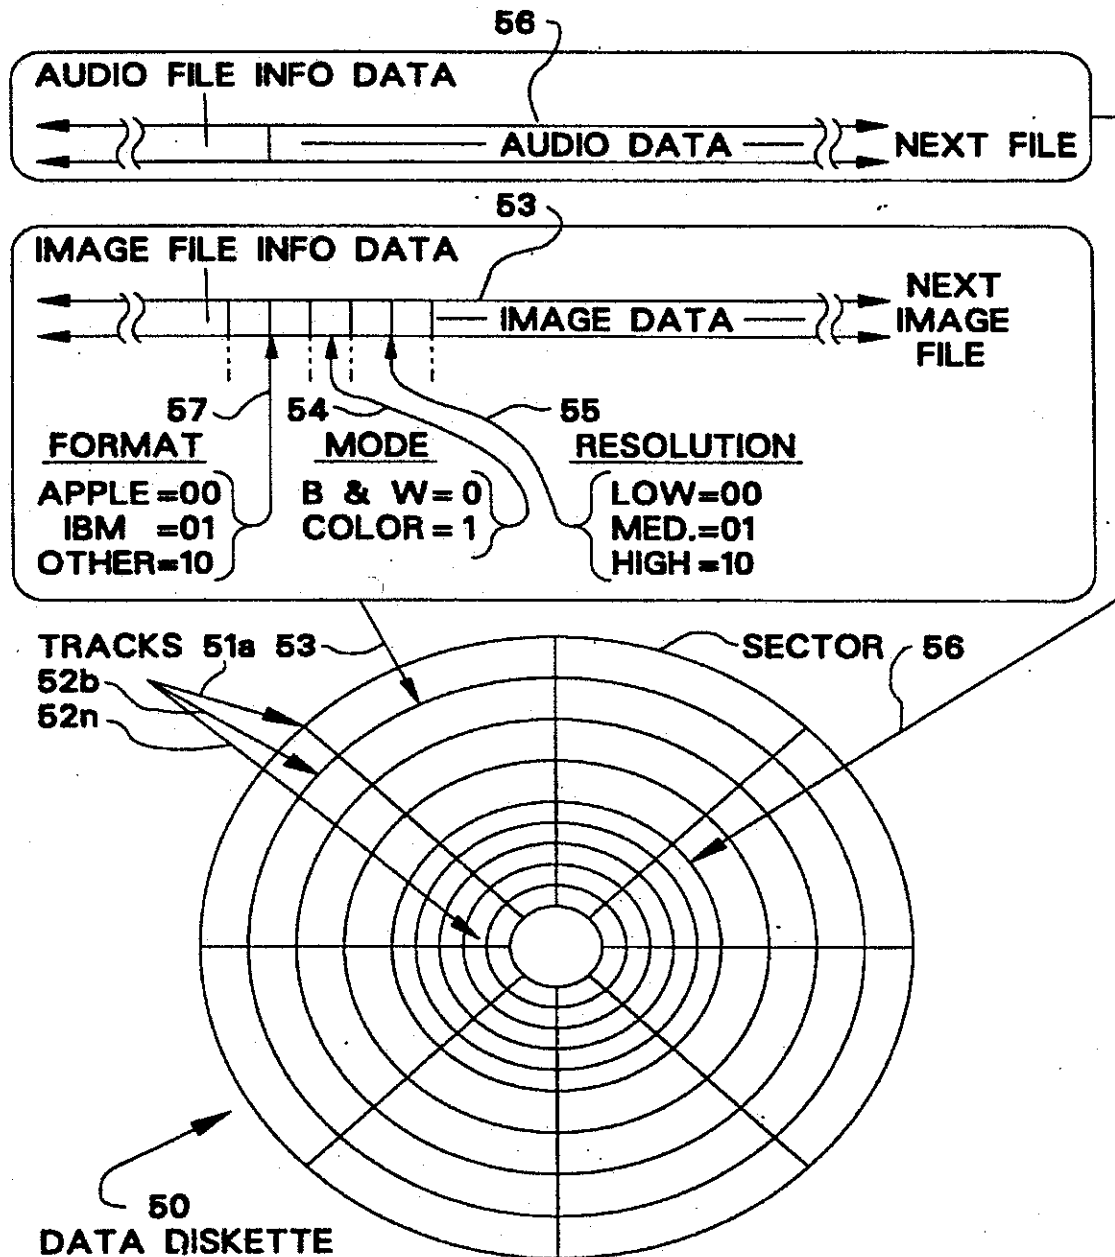 56
AUDIO FILE INFO DATA
AUDIO DATA
NEXT FILE
53
IMAGE FILE INFO DATA
IMAGE DATA
NEXT
IMAGE
FILE
57 54 55
FORMAT MODE RESOLUTION
APPLE=00 B & W=0 LOW=00
IBM =01 COLOR=1 MED.=01
OTHER=10 HIGH=10
TRACKS 51a 53 SECTOR 56
52b
52n
50
DATA DISKETTE